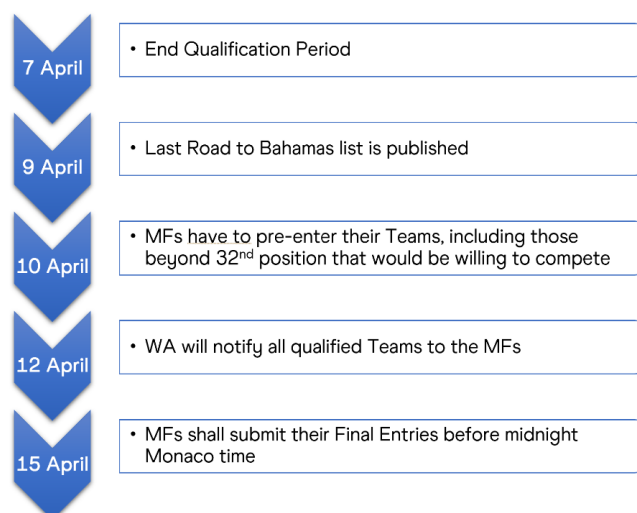 7 April
• End Qualification Period
9 April
• Last Road to Bahamas list is published
10 April
• MFs have to pre-enter their Teams, including those
beyond 32nd position that would be willing to compete
12 April
• WA will notify all qualified Teams to the MFs
15 April
• MFs shall submit their Final Entries before midnight
Monaco time